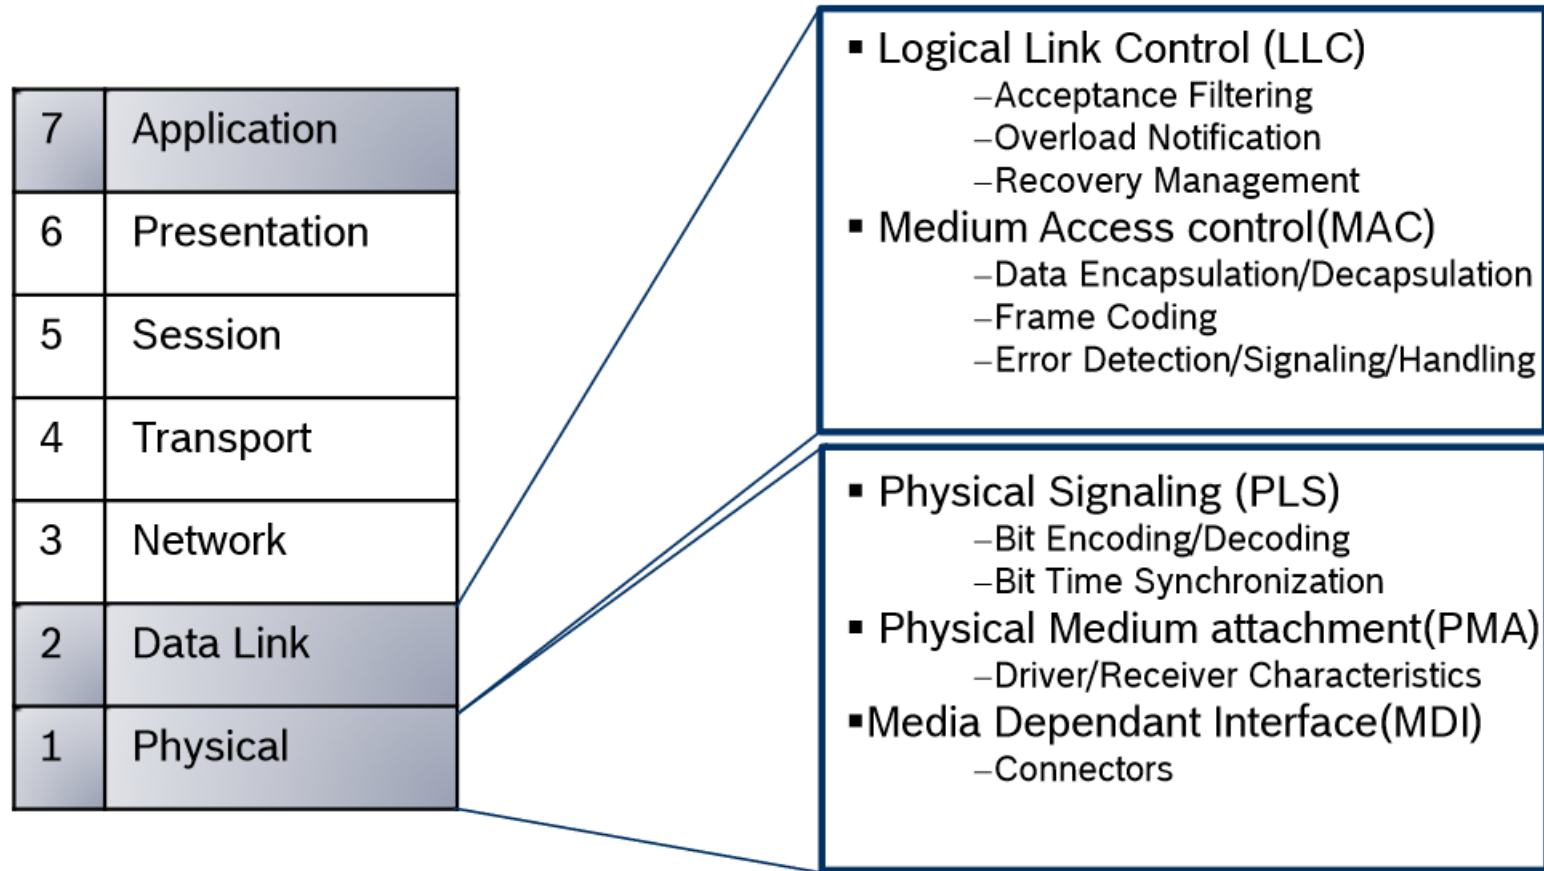 7 Application
6 Presentation
5 Session
4 Transport
3 Network
2 Data Link
1 Physical
▪ Logical Link Control (LLC)
–Acceptance Filtering
–Overload Notification
–Recovery Management
▪ Medium Access control(MAC)
–Data Encapsulation/Decapsulation
–Frame Coding
–Error Detection/Signaling/Handling
▪ Physical Signaling (PLS)
–Bit Encoding/Decoding
–Bit Time Synchronization
▪ Physical Medium attachment(PMA)
–Driver/Receiver Characteristics
▪Media Dependant Interface(MDI)
–Connectors